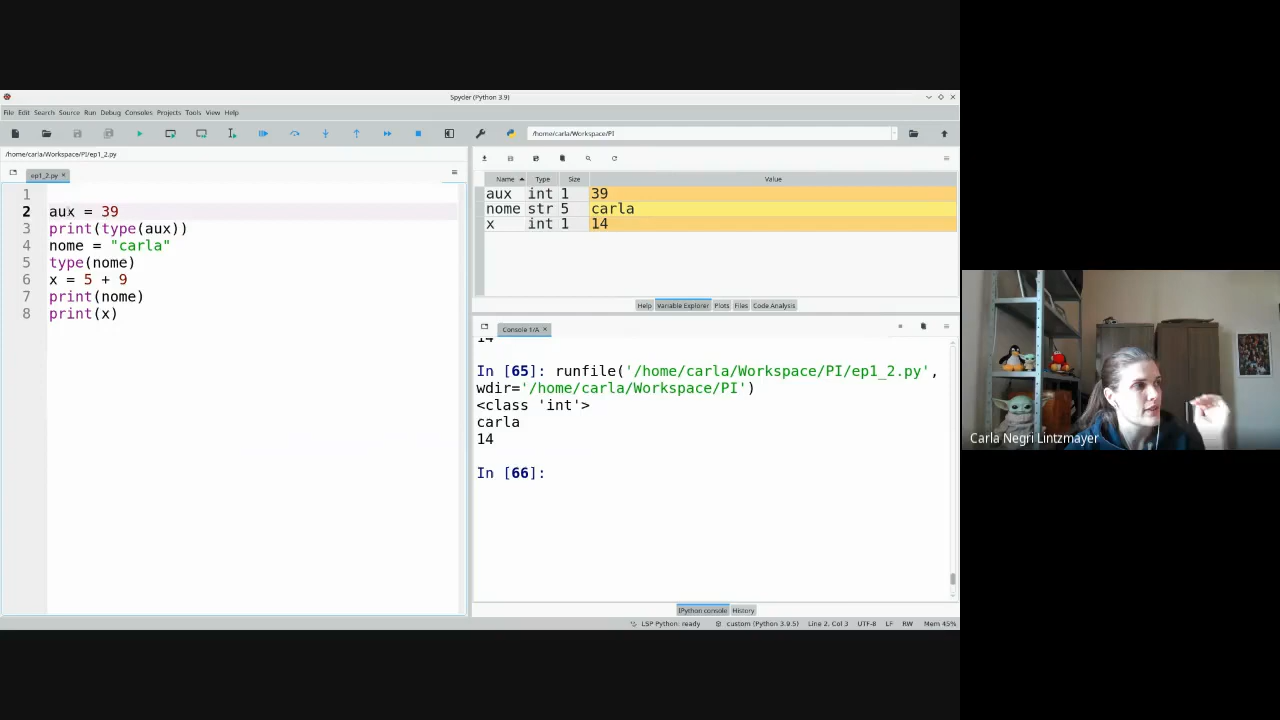 Spyder (Python 3.9)
File Edit Search Source Run Debug Consoles Projects Tools View Help
/home/carla/Workspace/PI
/home/carla/Workspace/PI/ep1_2.py
ep1_2.py
1
2 aux = 39
3 print(type(aux))
4 nome = "carla"
5 type(nome)
6 x = 5 + 9
7 print(nome)
8 print(x)
Name Type Size Value
aux int 1 39
nome str 5 carla
x int 1 14
Help Variable Explorer Plots Files Code Analysis
Console 1/A
14
In [65]: runfile('/home/carla/Workspace/PI/ep1_2.py',
wdir='/home/carla/Workspace/PI')
<class 'int'>
carla
14
In [66]:
IPython console History
LSP Python: ready custom (Python 3.9.5) Line 2, Col 3 UTF-8 LF RW Mem 45%
Carla Negri Lintzmayer